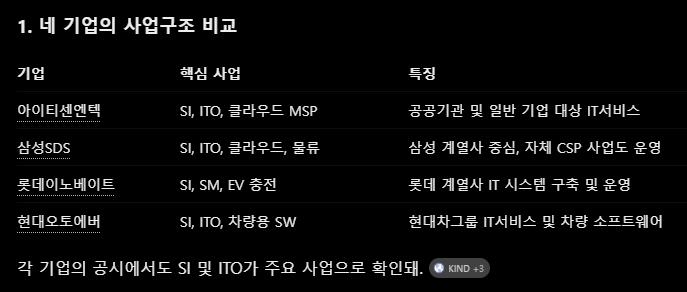 1. 네 기업의 사업구조 비교
기업 핵심 사업 특징
아이티센엔텍 SI, ITO, 클라우드 MSP 공공기관 및 일반 기업 대상 IT서비스
삼성SDS SI, ITO, 클라우드, 물류 삼성 계열사 중심, 자체 CSP 사업도 운영
롯데이노베이트 SI, SM, EV 충전 롯데 계열사 IT 시스템 구축 및 운영
현대오토에버 SI, ITO, 차량용 SW 현대차그룹 IT서비스 및 차량 소프트웨어
각 기업의 공시에서도 SI 및 ITO가 주요 사업으로 확인돼. KIND +3